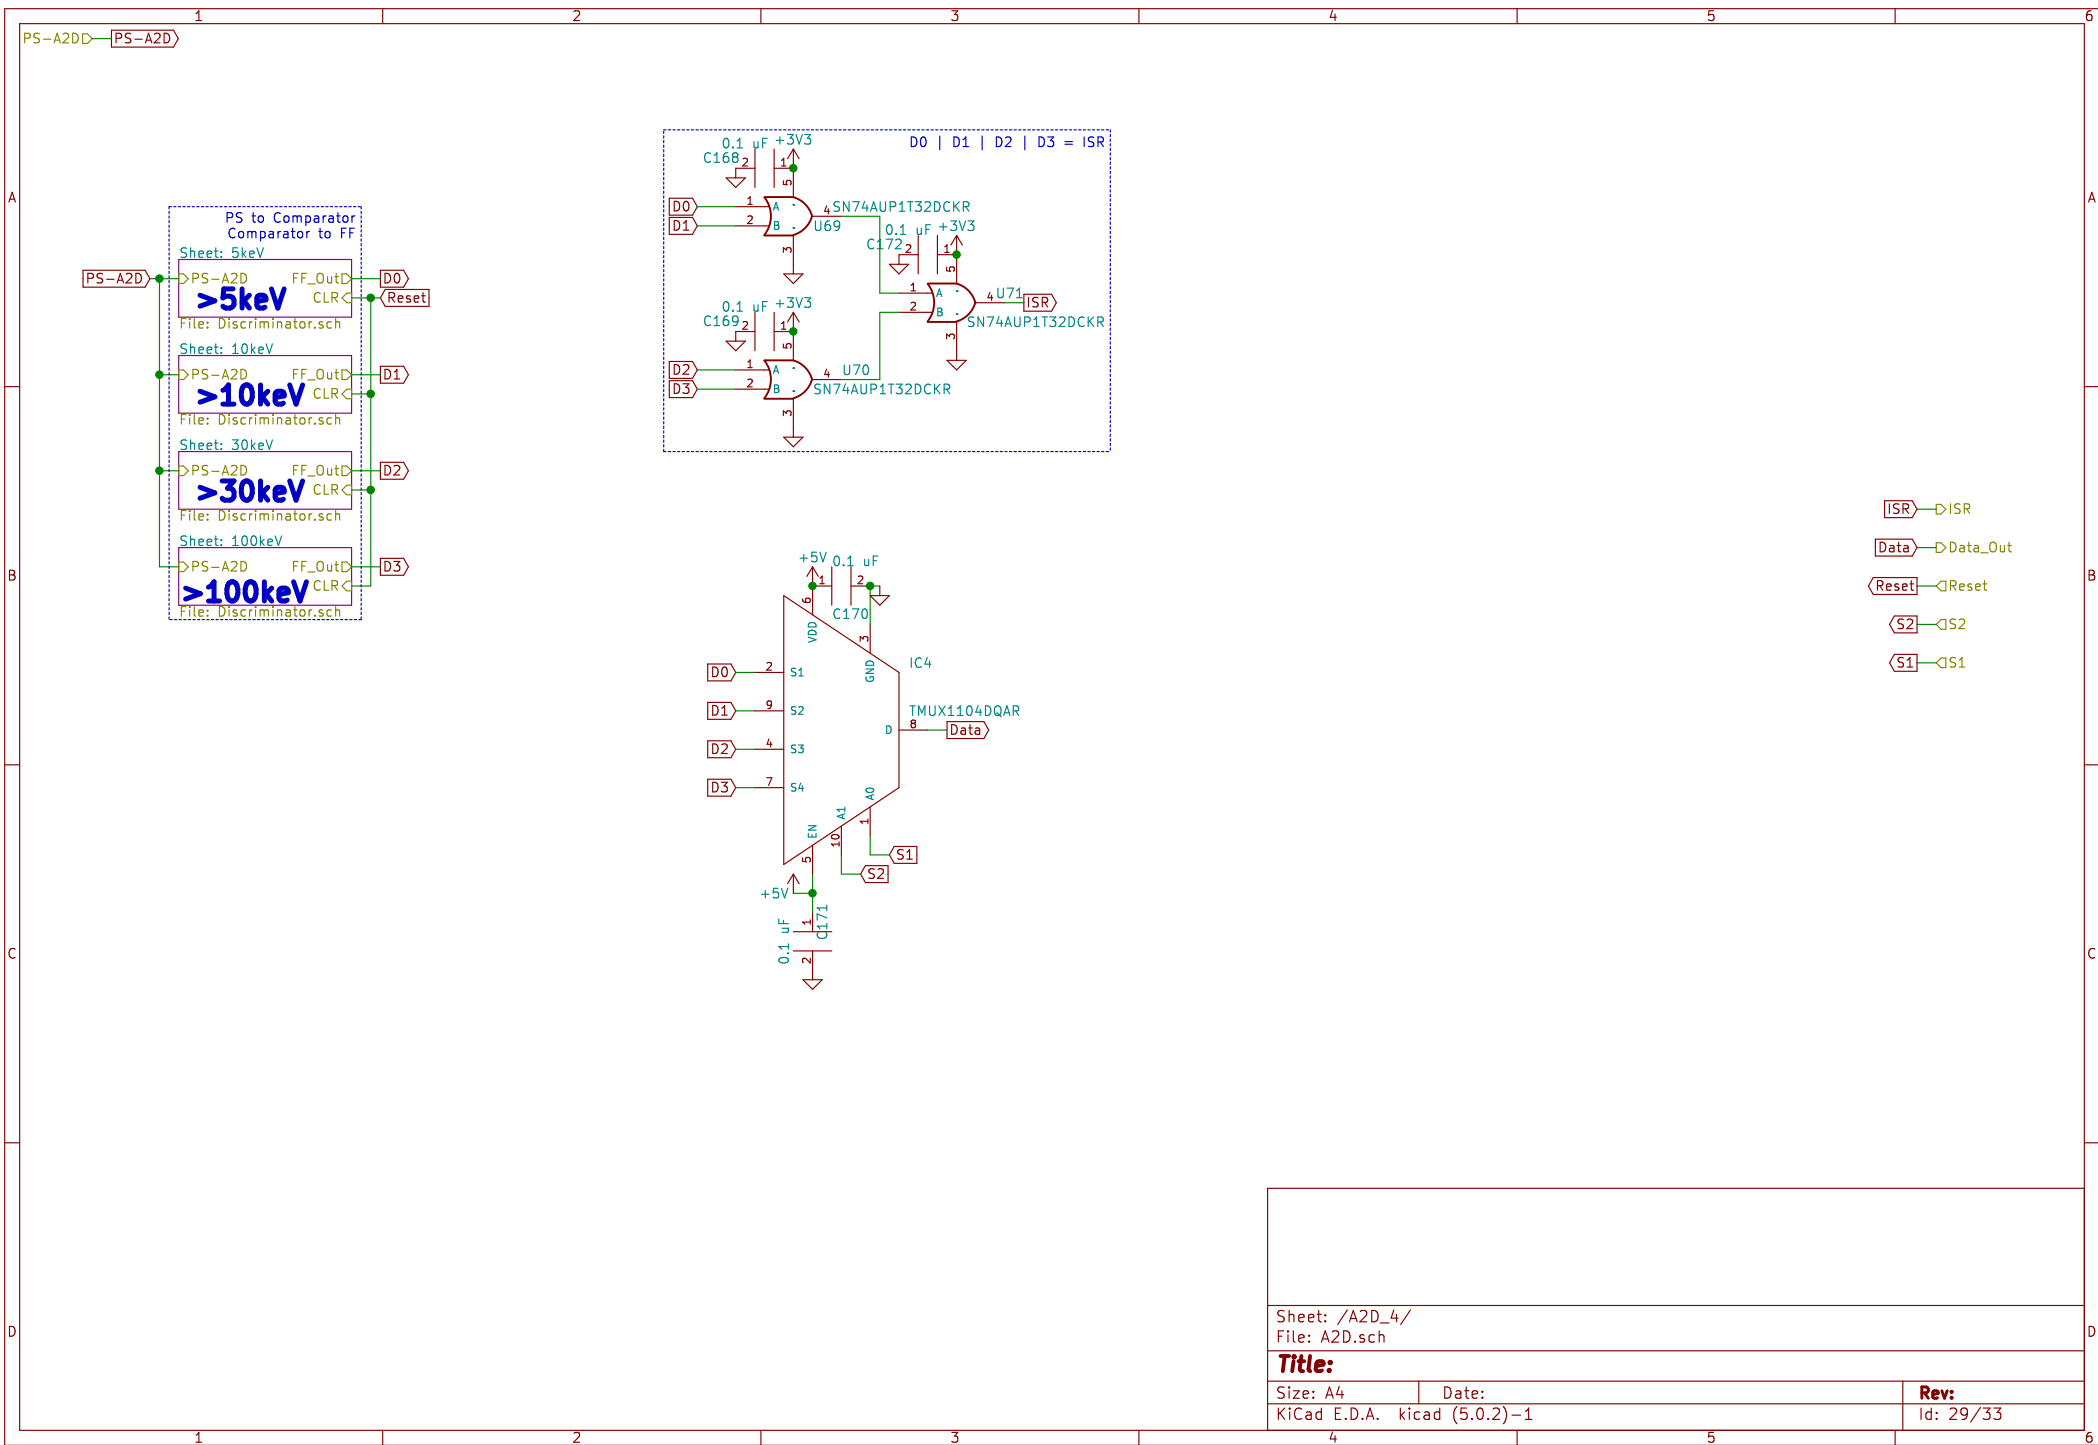 1 2 3 4 5 6
PS-A2D PS-A2D
A A
B B
C C
D D
PS to Comparator
Comparator to FF
Sheet: 5keV
PS-A2D PS-A2D FF_Out D0
>5keV CLR Reset
File: Discriminator.sch
Sheet: 10keV
PS-A2D FF_Out D1
>10keV CLR
File: Discriminator.sch
Sheet: 30keV
PS-A2D FF_Out D2
>30keV CLR
File: Discriminator.sch
Sheet: 100keV
PS-A2D FF_Out D3
>100keV CLR
File: Discriminator.sch
D0 | D1 | D2 | D3 = ISR
0.1 uF +3V3
C168 2 1
5
D0 1 A 4 SN74AUP1T32DCKR
D1 2 B U69
3
0.1 uF +3V3
C172 2 1
5
1 A 4 U71 ISR
2 B SN74AUP1T32DCKR
3
0.1 uF +3V3
C169 2 1
5
D2 1 A 4 U70
D3 2 B SN74AUP1T32DCKR
3
+5V 0.1 uF
1 2
6 C170
VDD 3
GND IC4
D0 2 S1
D1 9 S2 TMUX1104DQAR
D 8 Data
D2 4 S3
D3 7 S4
EN A1 A0
5 10 1
S1
S2
+5V
0.1 uF 1 C171
2
ISR ISR
Data Data_Out
Reset Reset
S2 S2
S1 S1
Sheet: /A2D_4/
File: A2D.sch
Title:
Size: A4 Date: Rev:
KiCad E.D.A. kicad (5.0.2)-1 Id: 29/33
1 2 3 4 5 6